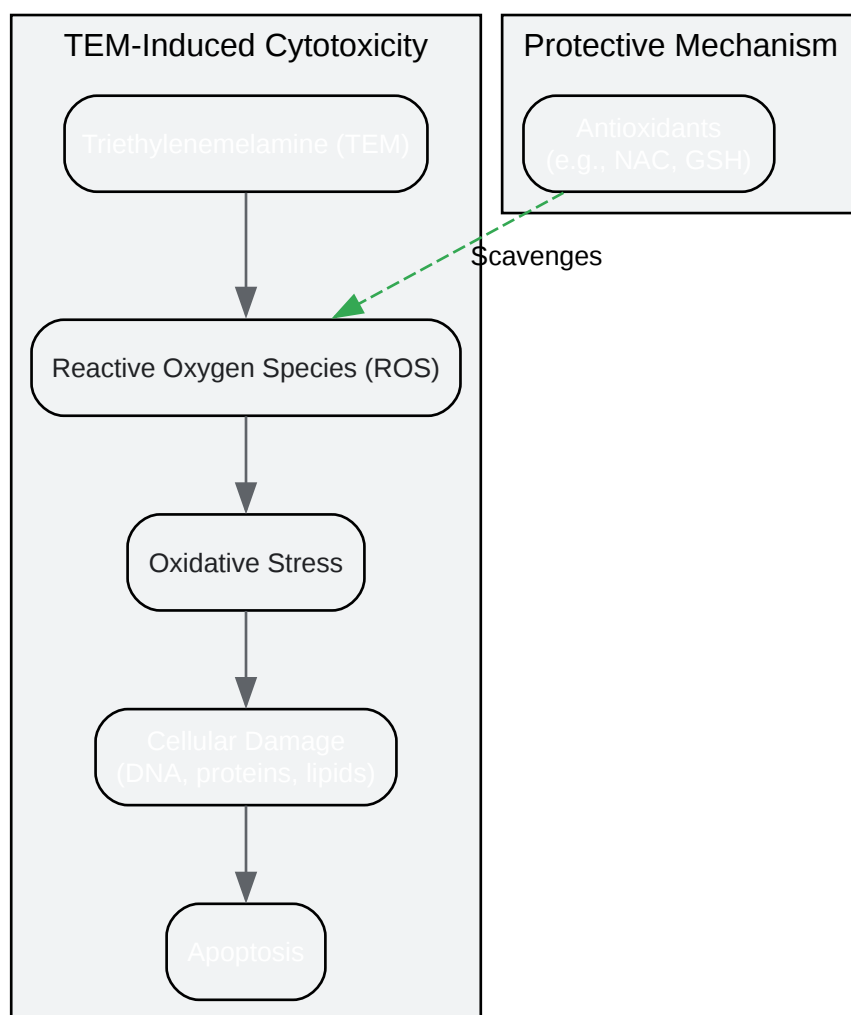 TEM-Induced Cytotoxicity
Protective Mechanism
Triethylenemelamine (TEM)
Antioxidants
(e.g., NAC, GSH)
Scavenges
Reactive Oxygen Species (ROS)
Oxidative Stress
Cellular Damage
(DNA, proteins, lipids)
Apoptosis